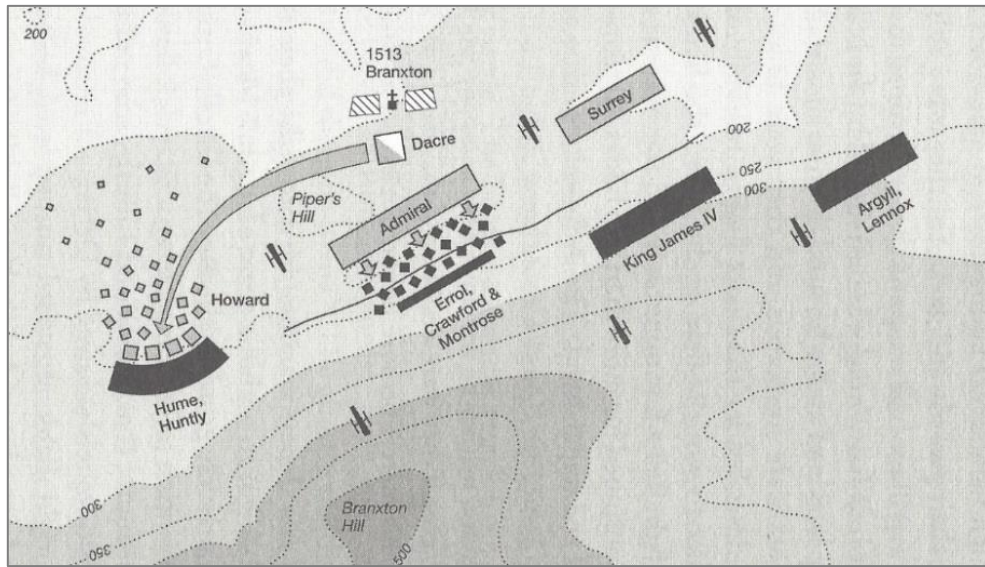 200
1513
Branxton
Surrey
Dacre
200
Argyll,
Lennox
250
300
Piper's
Hill
Admiral
King James IV
Howard
Errol,
Crawford &
Montrose
Hume,
Huntly
300
350
Branxton
Hill
500